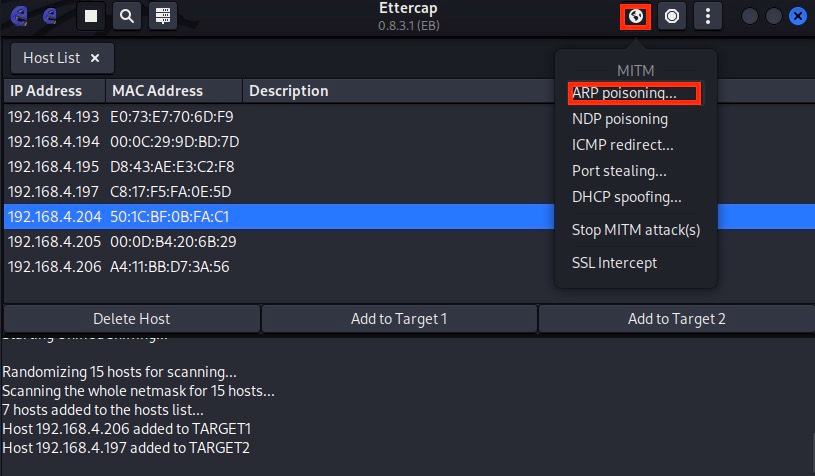 Ettercap
0.8.3.1 (EB)
Host List ×
IP Address MAC Address Description
192.168.4.193 E0:73:E7:70:6D:F9
192.168.4.194 00:0C:29:9D:BD:7D
192.168.4.195 D8:43:AE:E3:C2:F8
192.168.4.197 C8:17:F5:FA:0E:5D
192.168.4.204 50:1C:BF:0B:FA:C1
192.168.4.205 00:0D:B4:20:6B:29
192.168.4.206 A4:11:BB:D7:3A:56
MITM
ARP poisoning...
NDP poisoning
ICMP redirect...
Port stealing...
DHCP spoofing...
Stop MITM attack(s)
SSL Intercept
Delete Host
Add to Target 1
Add to Target 2
Randomizing 15 hosts for scanning...
Scanning the whole netmask for 15 hosts...
7 hosts added to the hosts list...
Host 192.168.4.206 added to TARGET1
Host 192.168.4.197 added to TARGET2